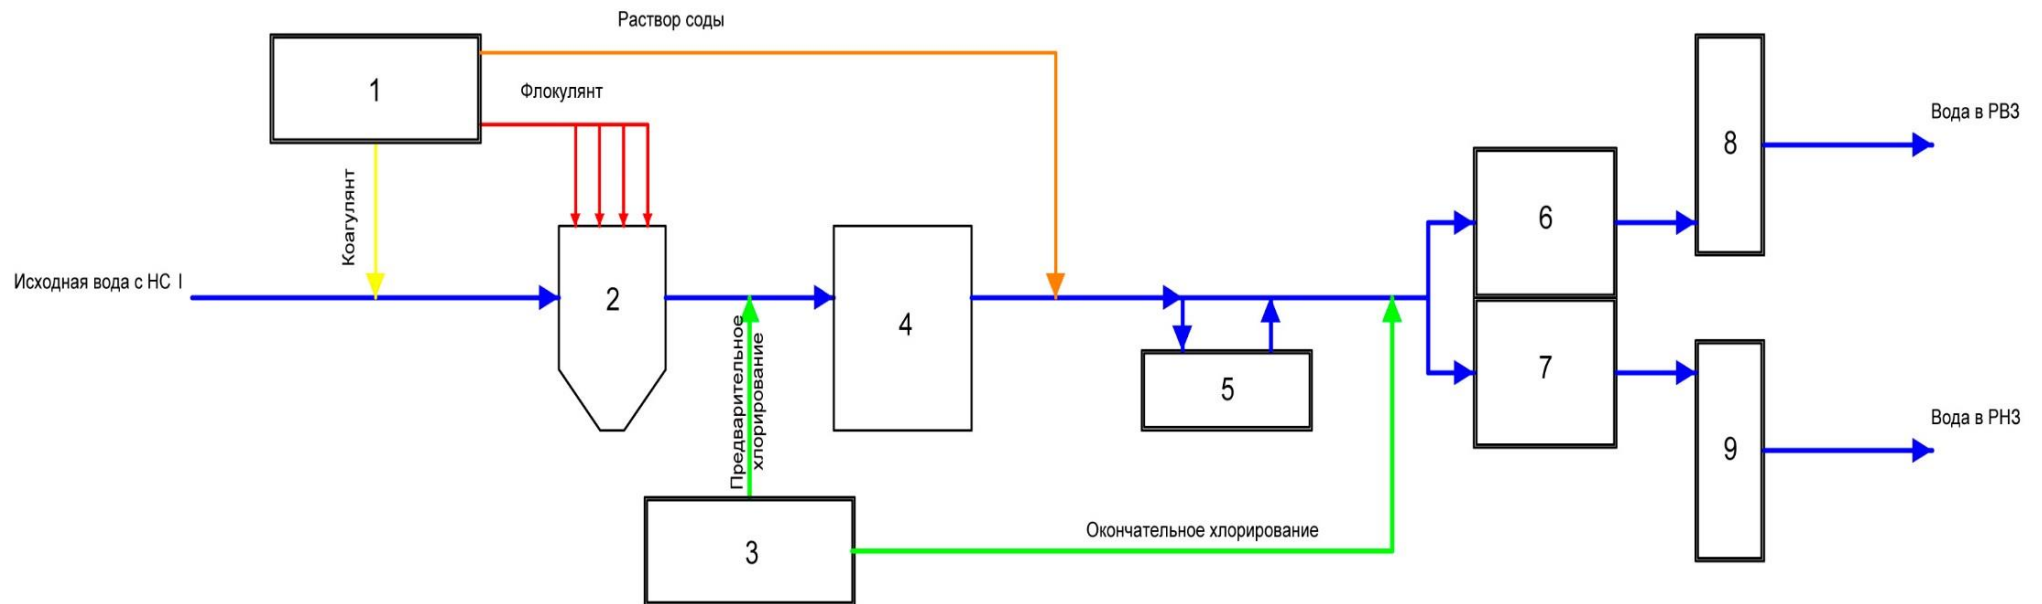 Раствор соды
1
Флокулянт
Коагулянт
Исходная вода с НС I
2
Предварительное
хлорирование
4
3
Окончательное хлорирование
5
6
7
8
9
Вода в РВЗ
Вода в РНЗ